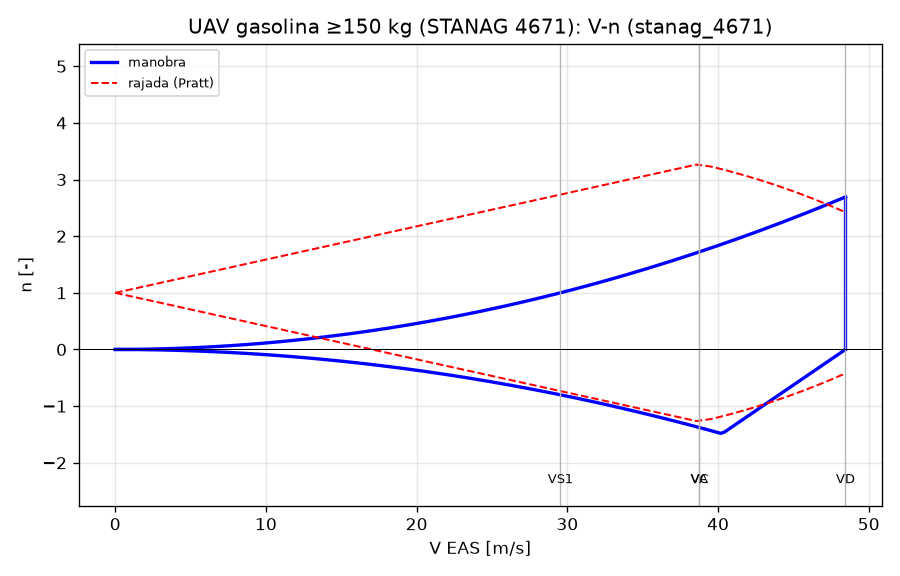 UAV gasolina ≥150 kg (STANAG 4671): V-n (stanag_4671)
manobra
rajada (Pratt)
n [-]
5
4
3
2
1
0
−1
−2
VS1
VC
VD
0
10
20
30
40
50
V EAS [m/s]